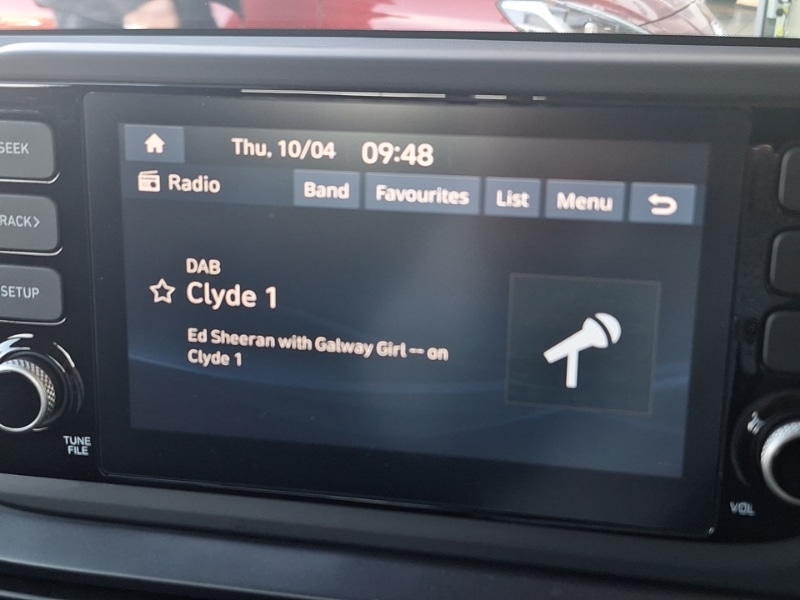 SEEK
Thu, 10/04 09:48
Radio Band Favourites List Menu
RACK>
DAB
SETUP
Clyde 1
Ed Sheeran with Galway Girl -- on
Clyde 1
TUNE
FILE
VOL